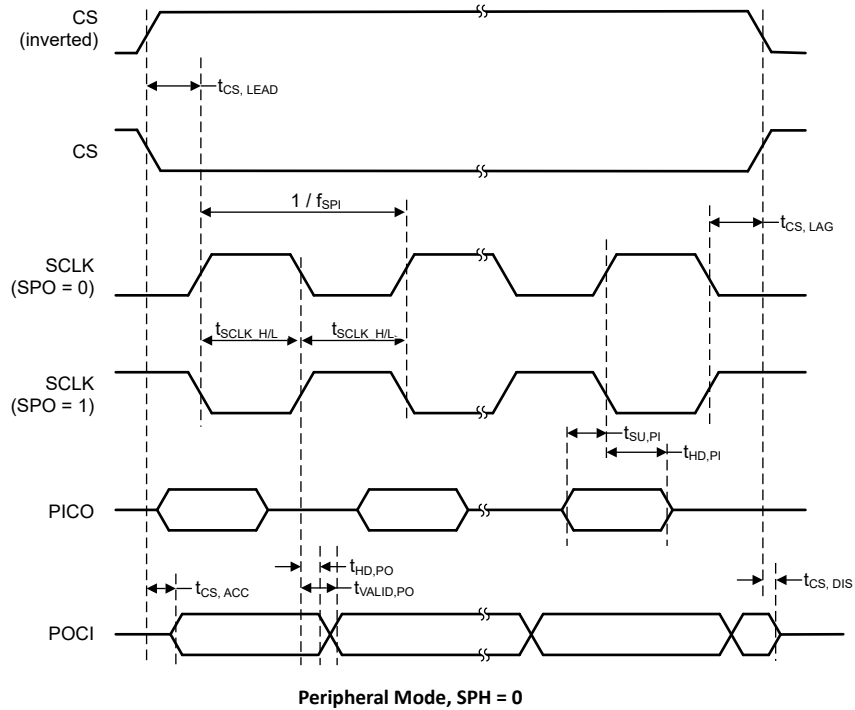 CS
(inverted)
tCS, LEAD
CS
1 / fSPI
tCS, LAG
SCLK
(SPO = 0)
tSCLK_H/L
tSCLK_H/L
SCLK
(SPO = 1)
tSU,PI
tHD,PI
PICO
tHD,PO
tCS, ACC
tVALID,PO
tCS, DIS
POCI
Peripheral Mode, SPH = 0